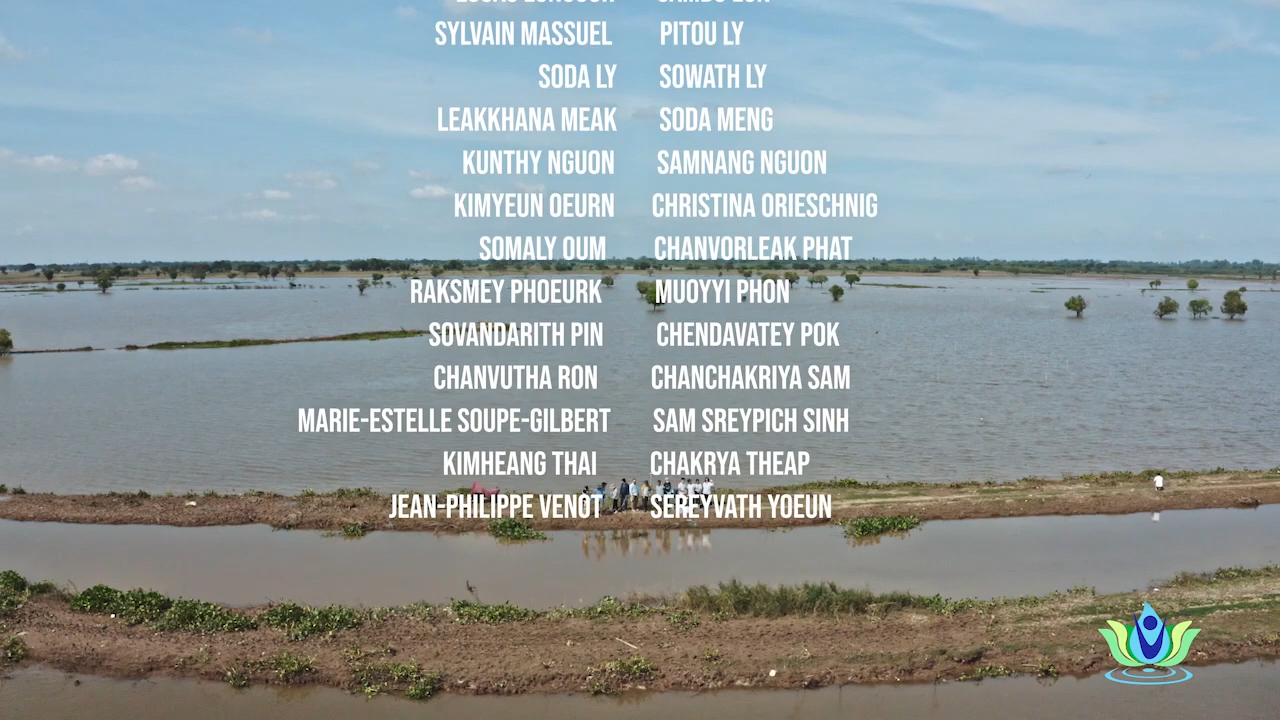 SYLVAIN MASSUEL PITOU LY
SODA LY SOWATH LY
LEAKKHANA MEAK SODA MENG
KUNTHY NGUON SAMNANG NGUON
KIMYEUN OEURN CHRISTINA ORIESCHNIG
SOMALY OUM CHANVORLEAK PHAT
RAKSMEY PHOEURK MUOYYI PHON
SOVANDARITH PIN CHENDAVATEY POK
CHANVUTHA RON CHANCHAKRIYA SAM
MARIE-ESTELLE SOUPE-GILBERT SAM SREYPICH SINH
KIMHEANG THAI CHAKRYA THEAP
JEAN-PHILIPPE VENOT SEREYVATH YOEUN